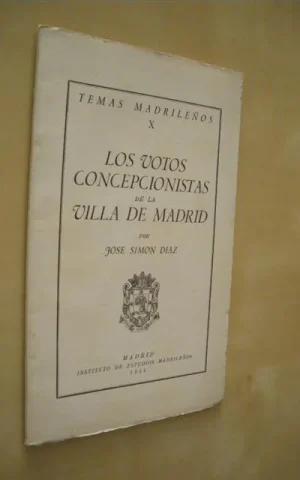 TEMAS MADRILEÑOS
X
LOS VOTOS
CONCEPCIONISTAS
DE LA
VILLA DE MADRID
POR
JOSE SIMON DIAZ
MADRID
INSTITUTO DE ESTUDIOS MADRILEÑOS